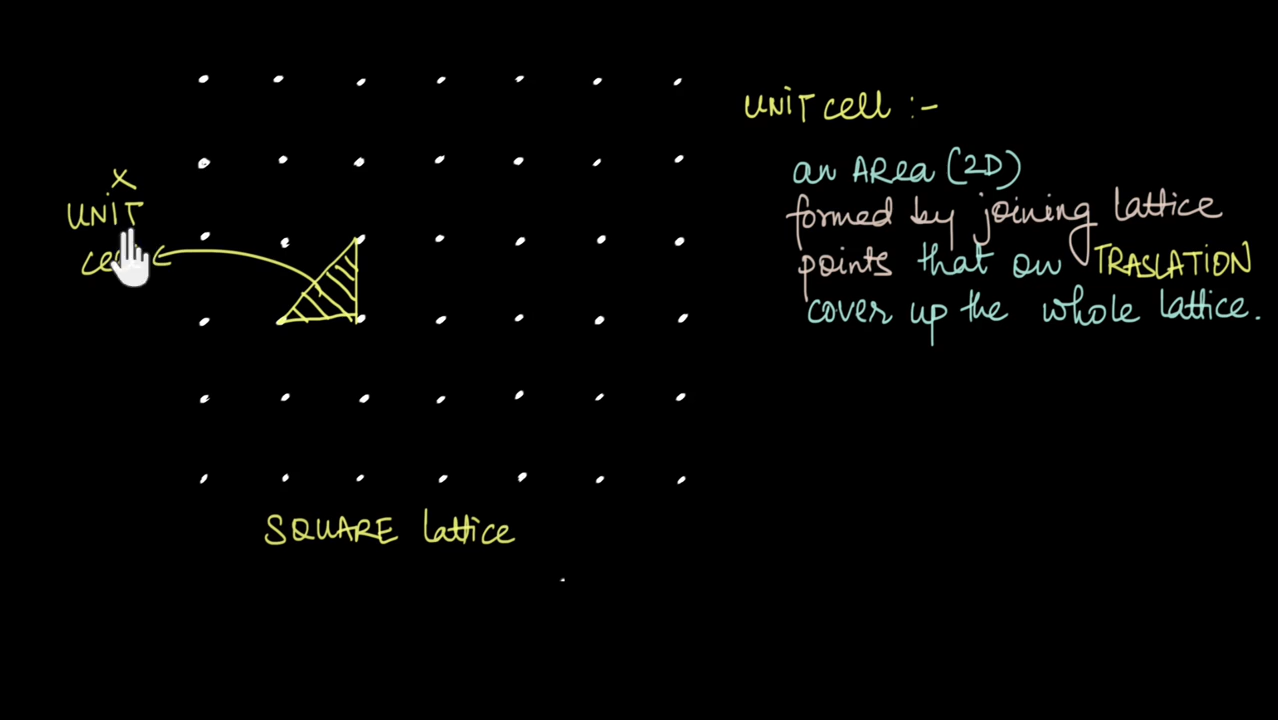 UNIT cell :-
an AREA (2D)
formed by joining lattice
points that on TRASLATION
cover up the whole lattice.
X
UNIT
SQUARE lattice